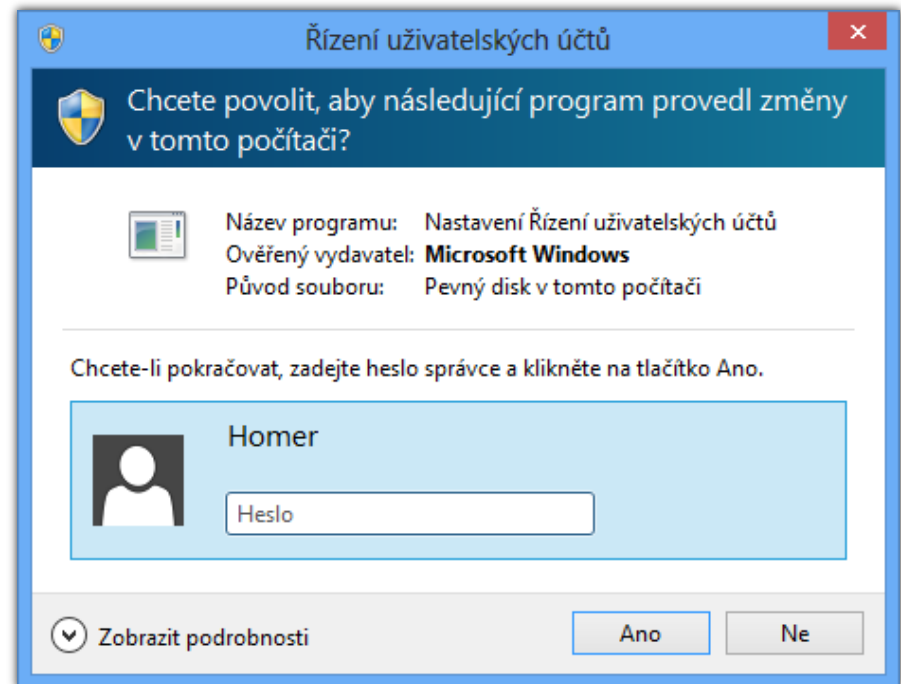 Řízení uživatelských účtů
Chcete povolit, aby následující program provedl změny
v tomto počítači?
Název programu: Nastavení Řízení uživatelských účtů
Ověřený vydavatel: Microsoft Windows
Původ souboru: Pevný disk v tomto počítači
Chcete-li pokračovat, zadejte heslo správce a klikněte na tlačítko Ano.
Homer
Heslo
Zobrazit podrobnosti
Ano
Ne